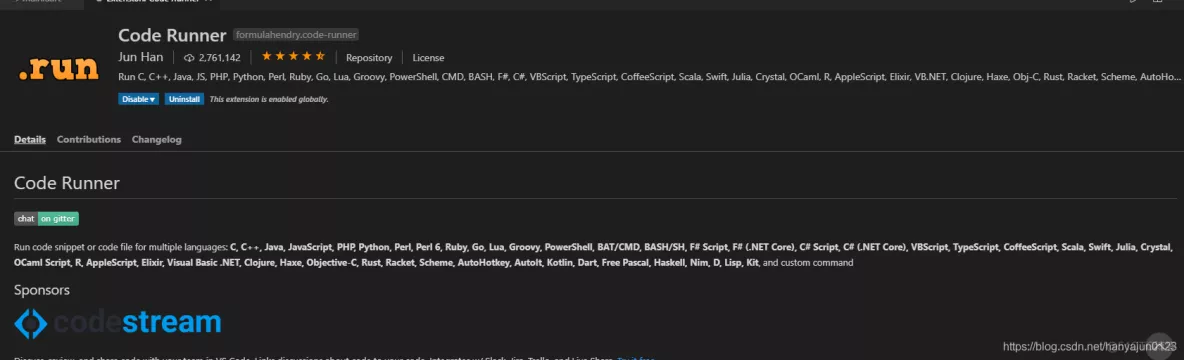 Code Runner formulahendry.code-runner
.run
Jun Han 2,761,142 Repository License
Run C, C++, Java, JS, PHP, Python, Perl, Ruby, Go, Lua, Groovy, PowerShell, CMD, BASH, F#, C#, VBScript, TypeScript, CoffeeScript, Scala, Swift, Julia, Crystal, OCaml, R, AppleScript, Elixir, VB.NET, Clojure, Haxe, Obj-C, Rust, Racket, Scheme, AutoHo...
Disable Uninstall This extension is enabled globally.
Details Contributions Changelog
Code Runner
chat on gitter
Run code snippet or code file for multiple languages: C, C++, Java, JavaScript, PHP, Python, Perl, Perl 6, Ruby, Go, Lua, Groovy, PowerShell, BAT/CMD, BASH/SH, F# Script, F# (.NET Core), C# Script, C# (.NET Core), VBScript, TypeScript, CoffeeScript, Scala, Swift, Julia, Crystal,
OCaml Script, R, AppleScript, Elixir, Visual Basic .NET, Clojure, Haxe, Objective-C, Rust, Racket, Scheme, AutoHotkey, AutoIt, Kotlin, Dart, Free Pascal, Haskell, Nim, D, Lisp, Kit, and custom command
Sponsors
codestream
https://blog.csdn.net/hanyajun0123